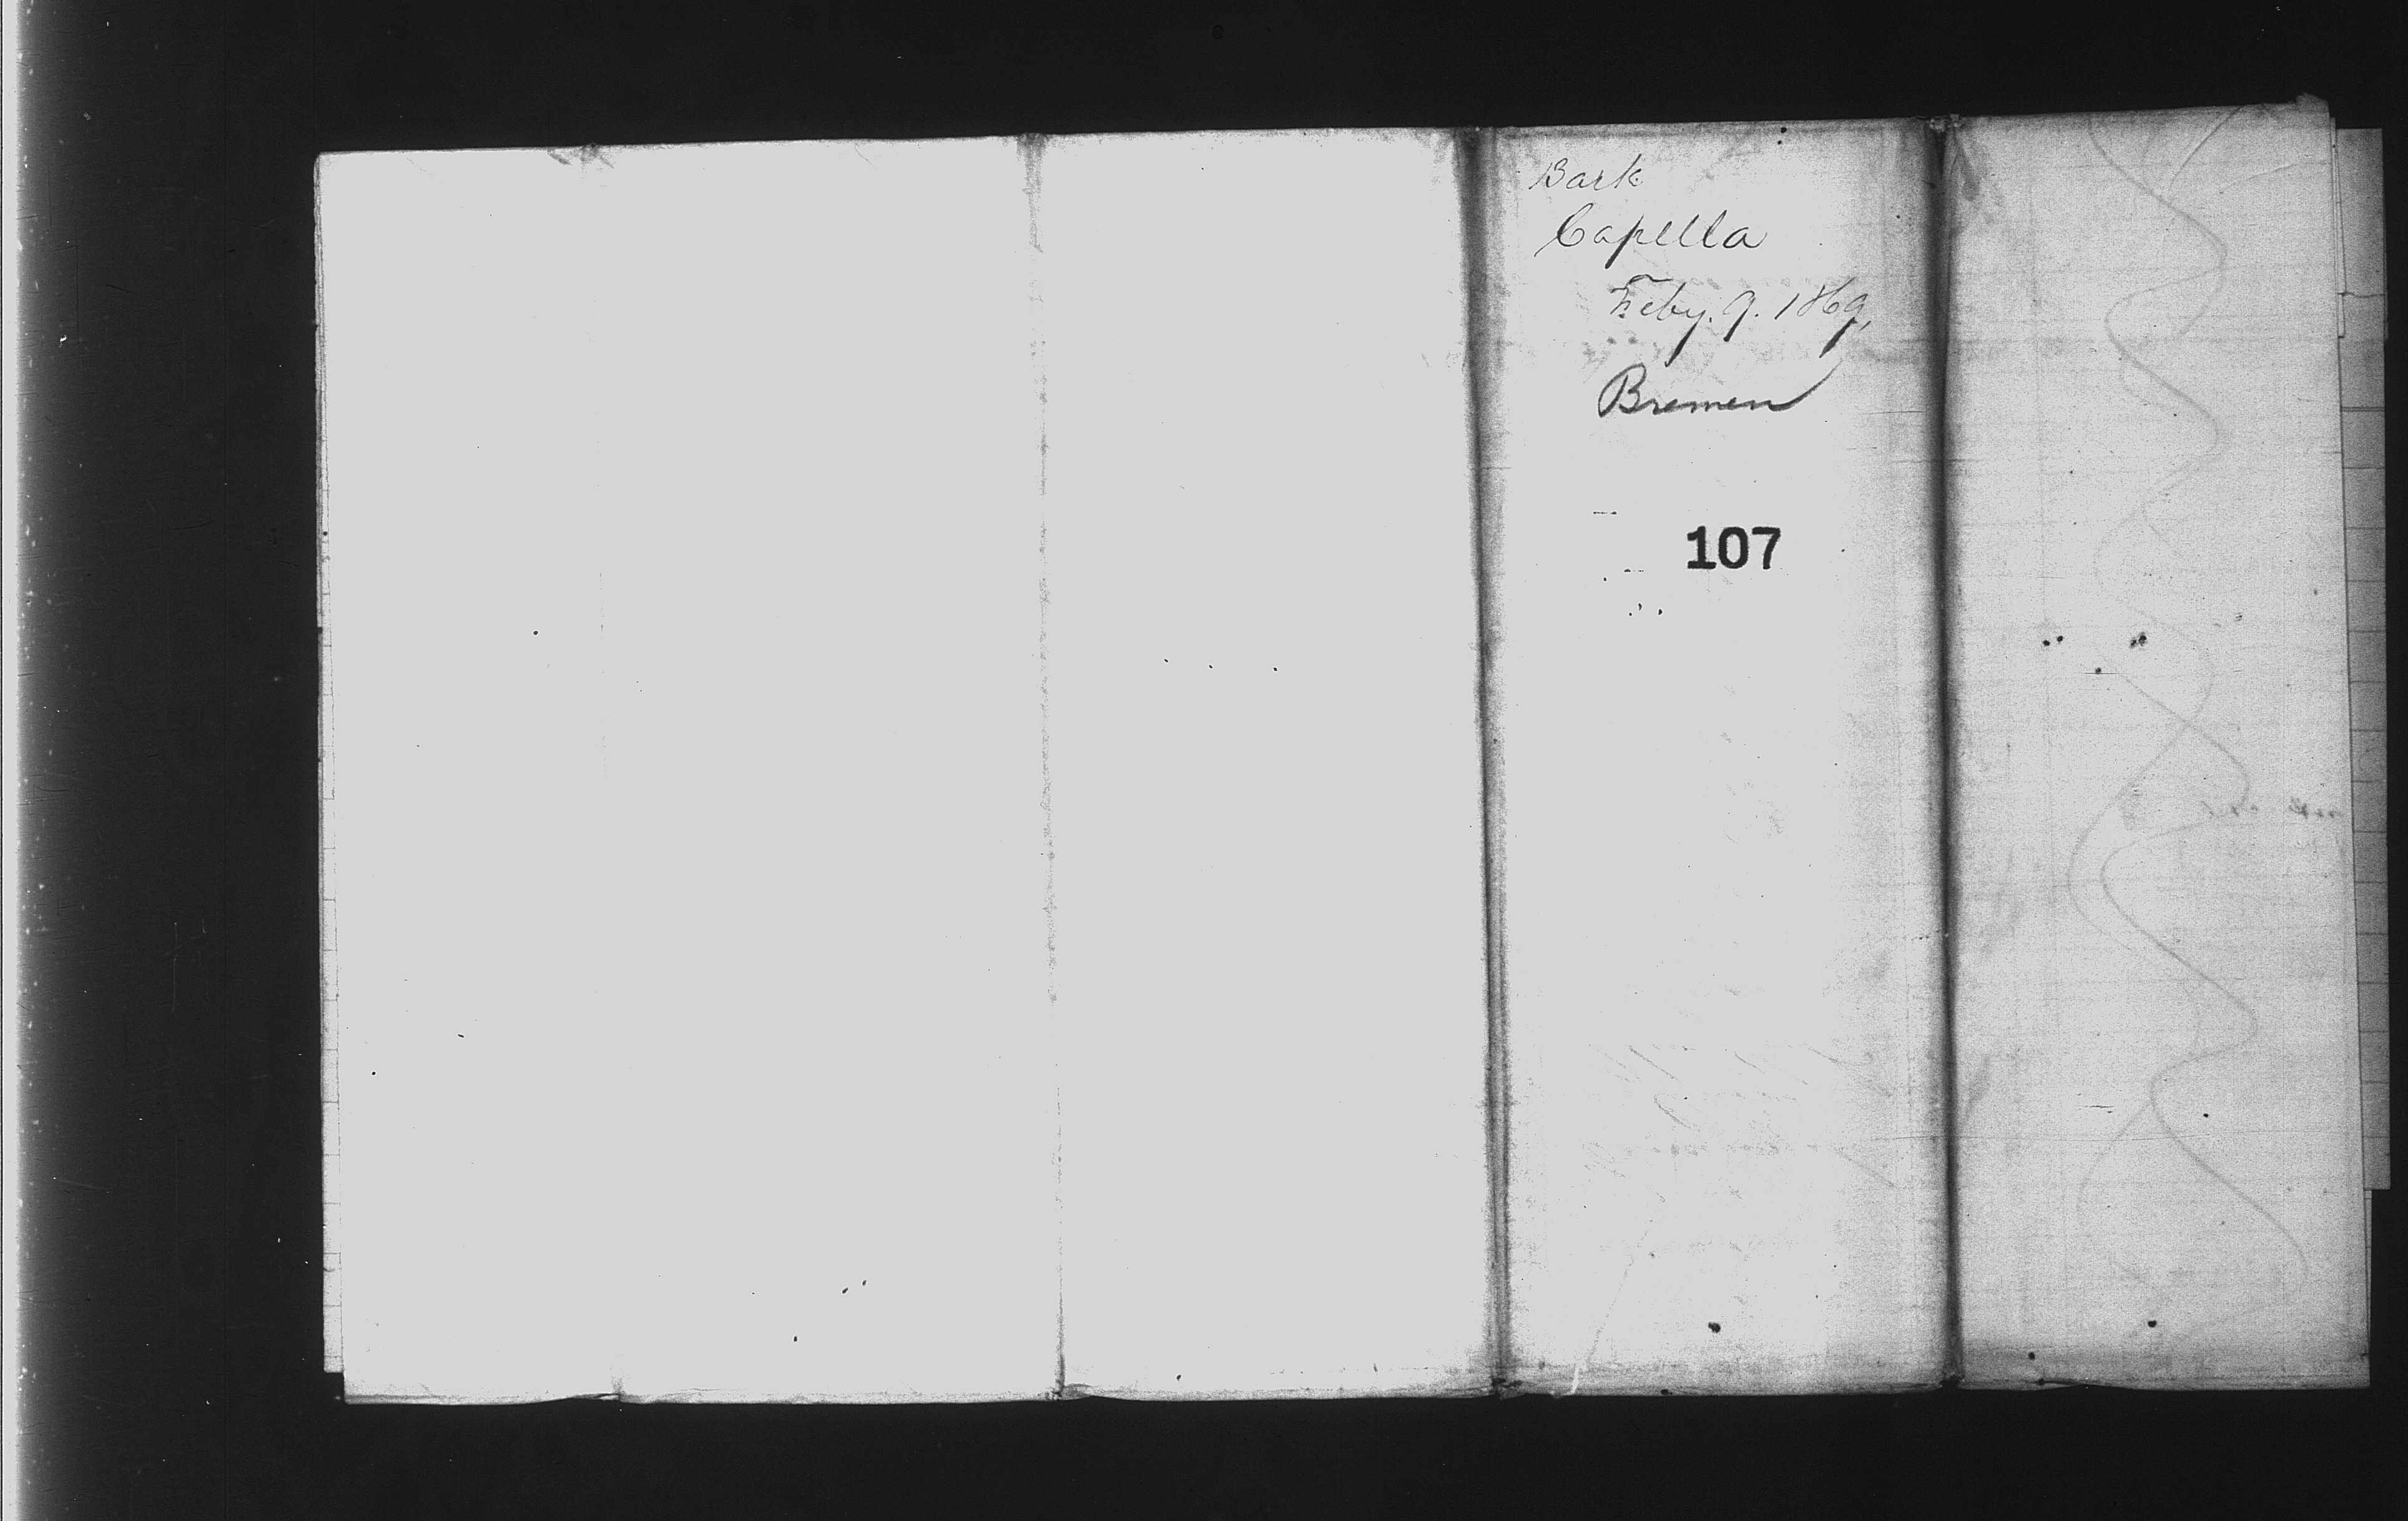 Bark
Capella
Feby. 9. 1869,
Bremen
107